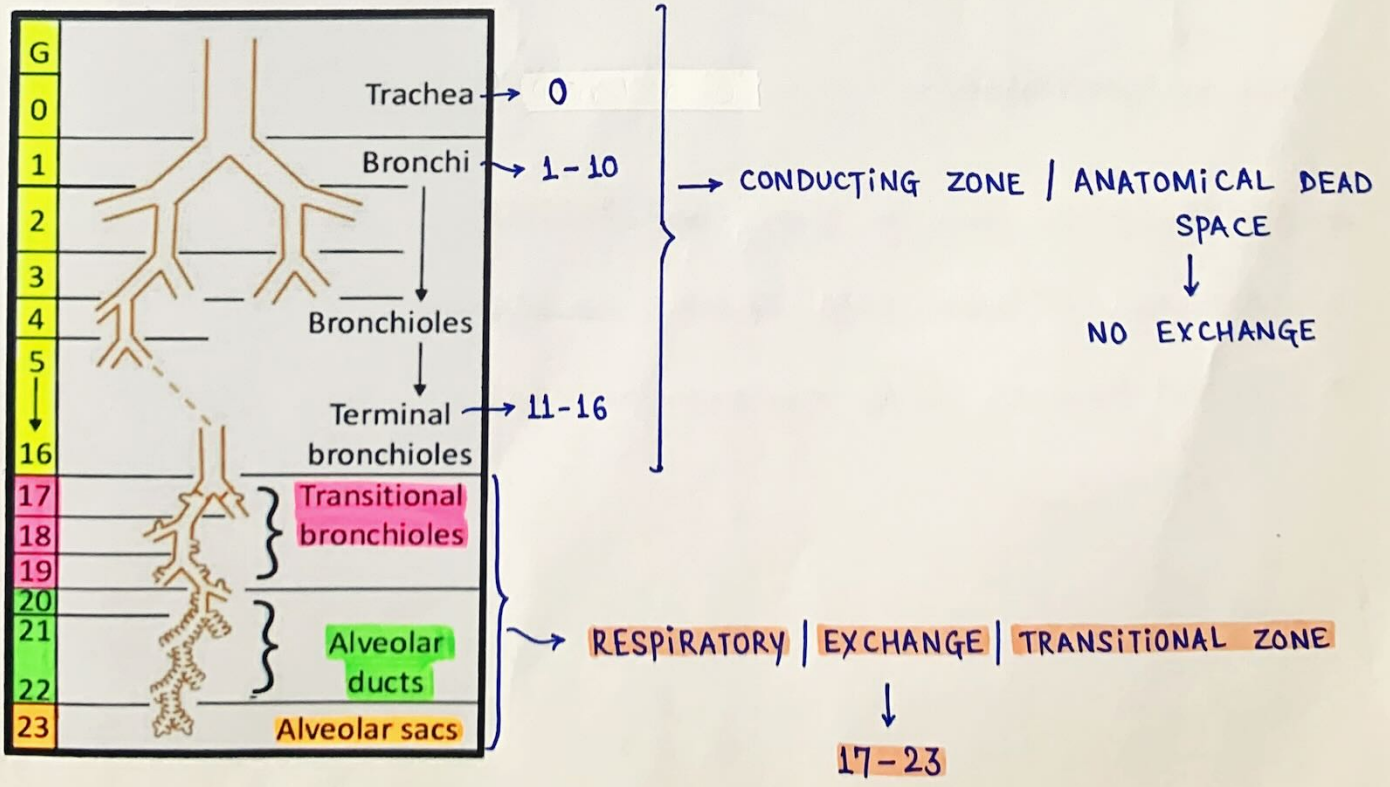 G
0
1
2
3
4
5
16
17
18
19
20
21
22
23
Trachea → 0
Bronchi → 1-10
Bronchioles
Terminal → 11-16
bronchioles
Transitional
bronchioles
Alveolar
ducts
Alveolar sacs
→ CONDUCTiNG ZONE / ANATOMiCAL DEAD
SPACE
↓
NO EXCHANGE
→ RESPiRATORY | EXCHANGE | TRANSiTiONAL ZONE
↓
17-23